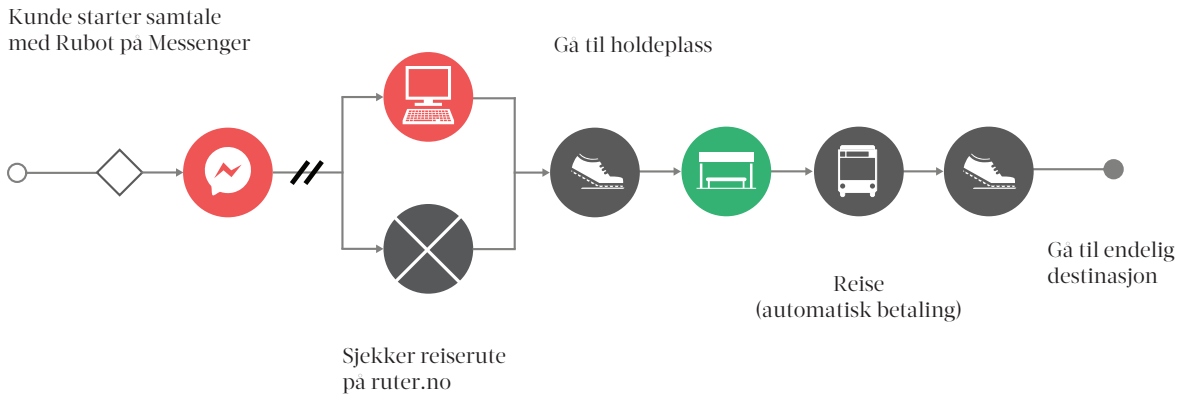 Kunde starter samtale
med Rubot på Messenger
Gå til holdeplass
Sjekker reiserute
på ruter.no
Reise
(automatisk betaling)
Gå til endelig
destinasjon